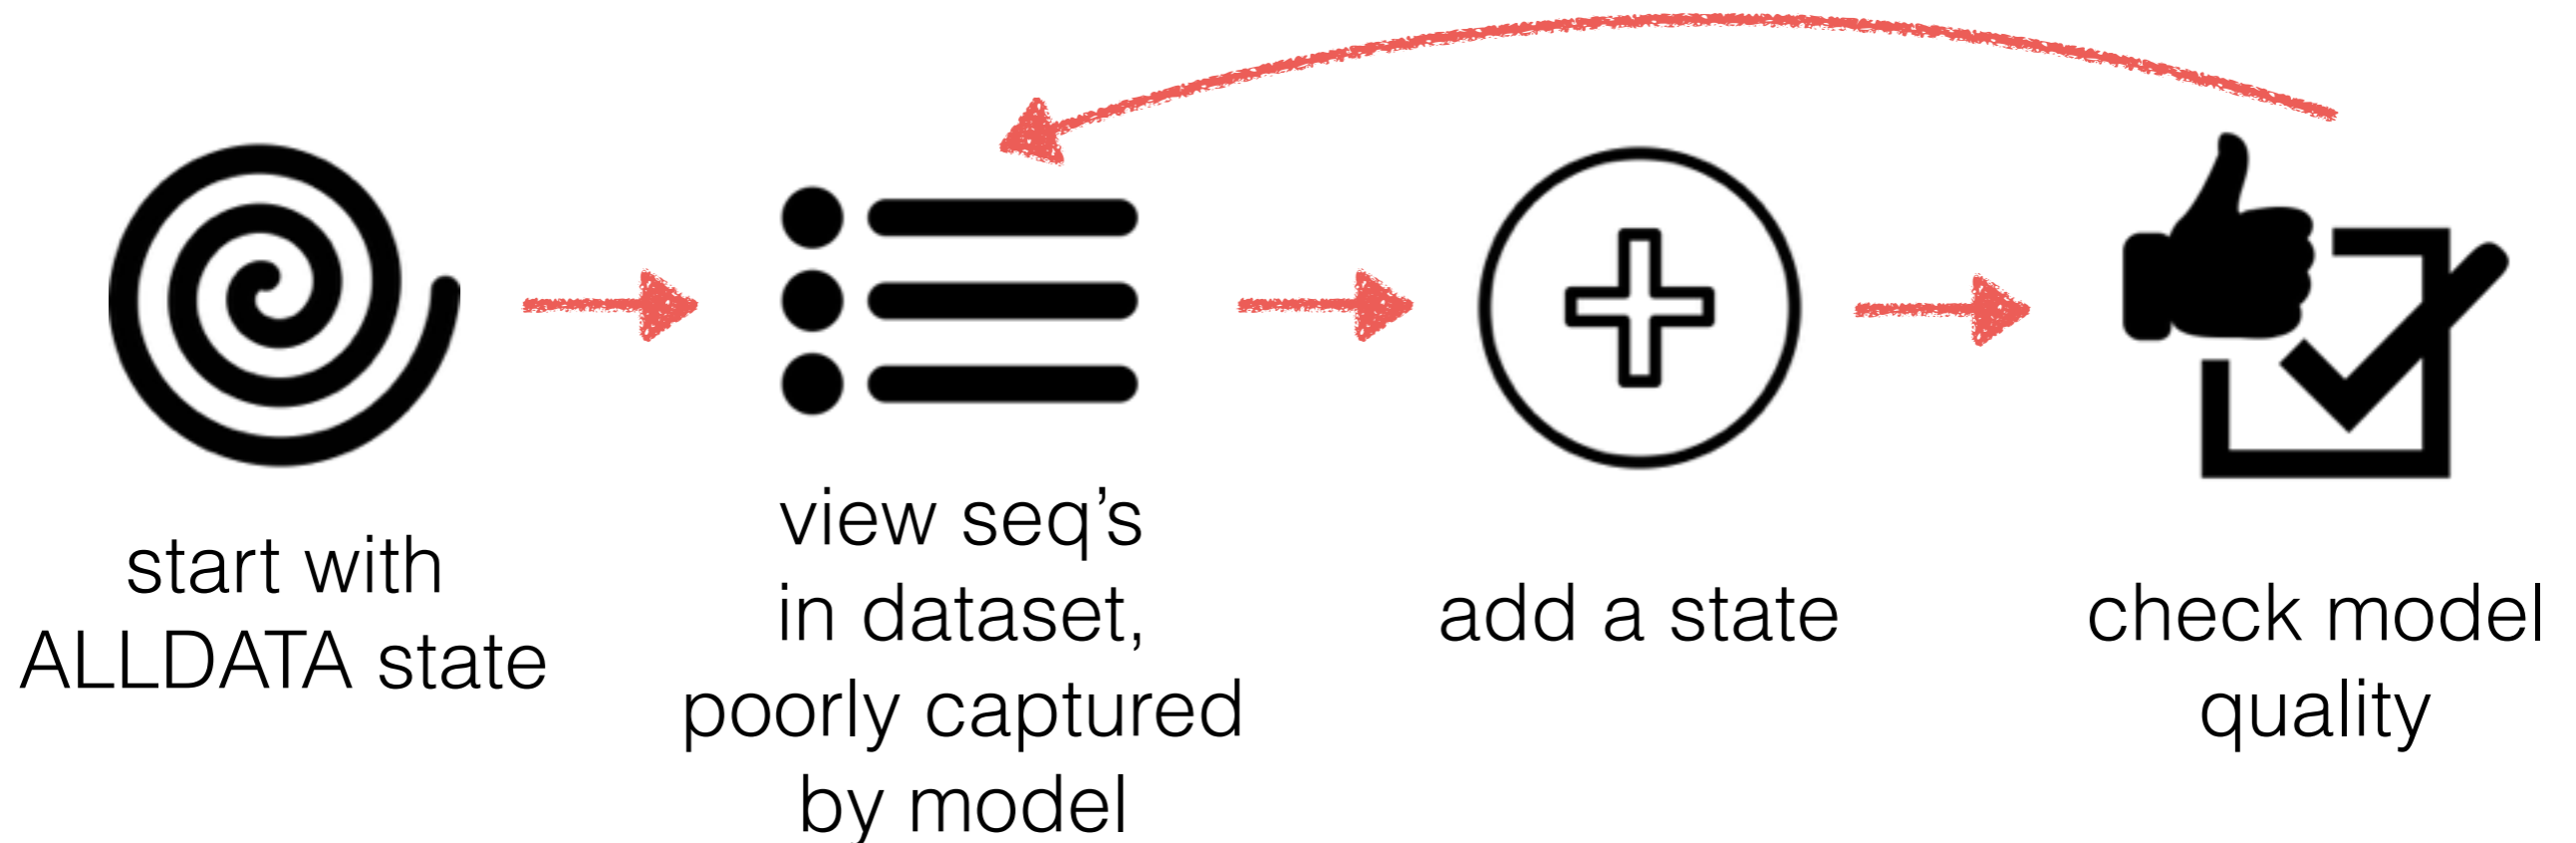 start with
ALLDATA state
view seq’s
in dataset,
poorly captured
by model
add a state
check model
quality